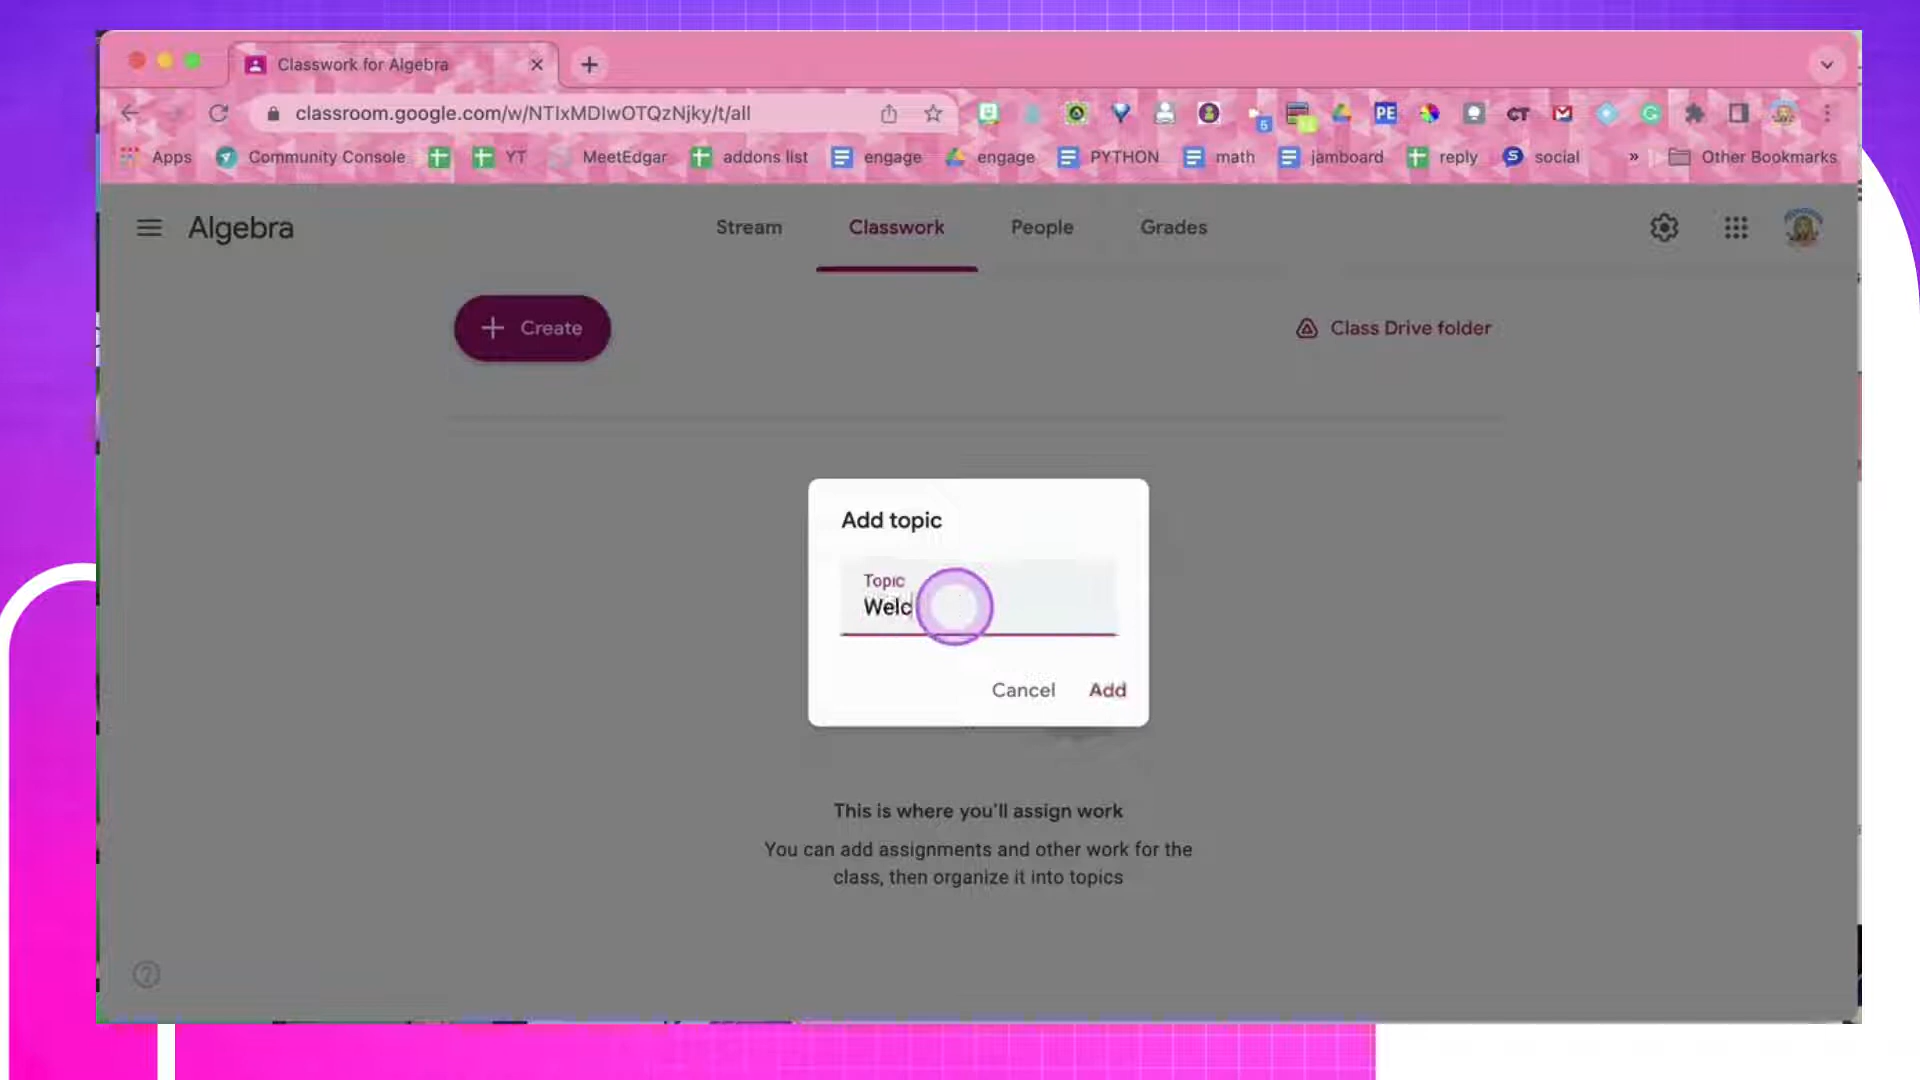 Classwork for Algebra
classroom.google.com/w/NTIxMDIwOTQzNjky/t/all
5
PE
CT
Apps
Community Console
YT
MeetEdgar
addons list
engage
engage
PYTHON
math
jamboard
reply
social
»
Other Bookmarks
Algebra
Stream
Classwork
People
Grades
Create
Class Drive folder
Add topic
Topic
Welc
Cancel
Add
This is where you'll assign work
You can add assignments and other work for the
class, then organize it into topics